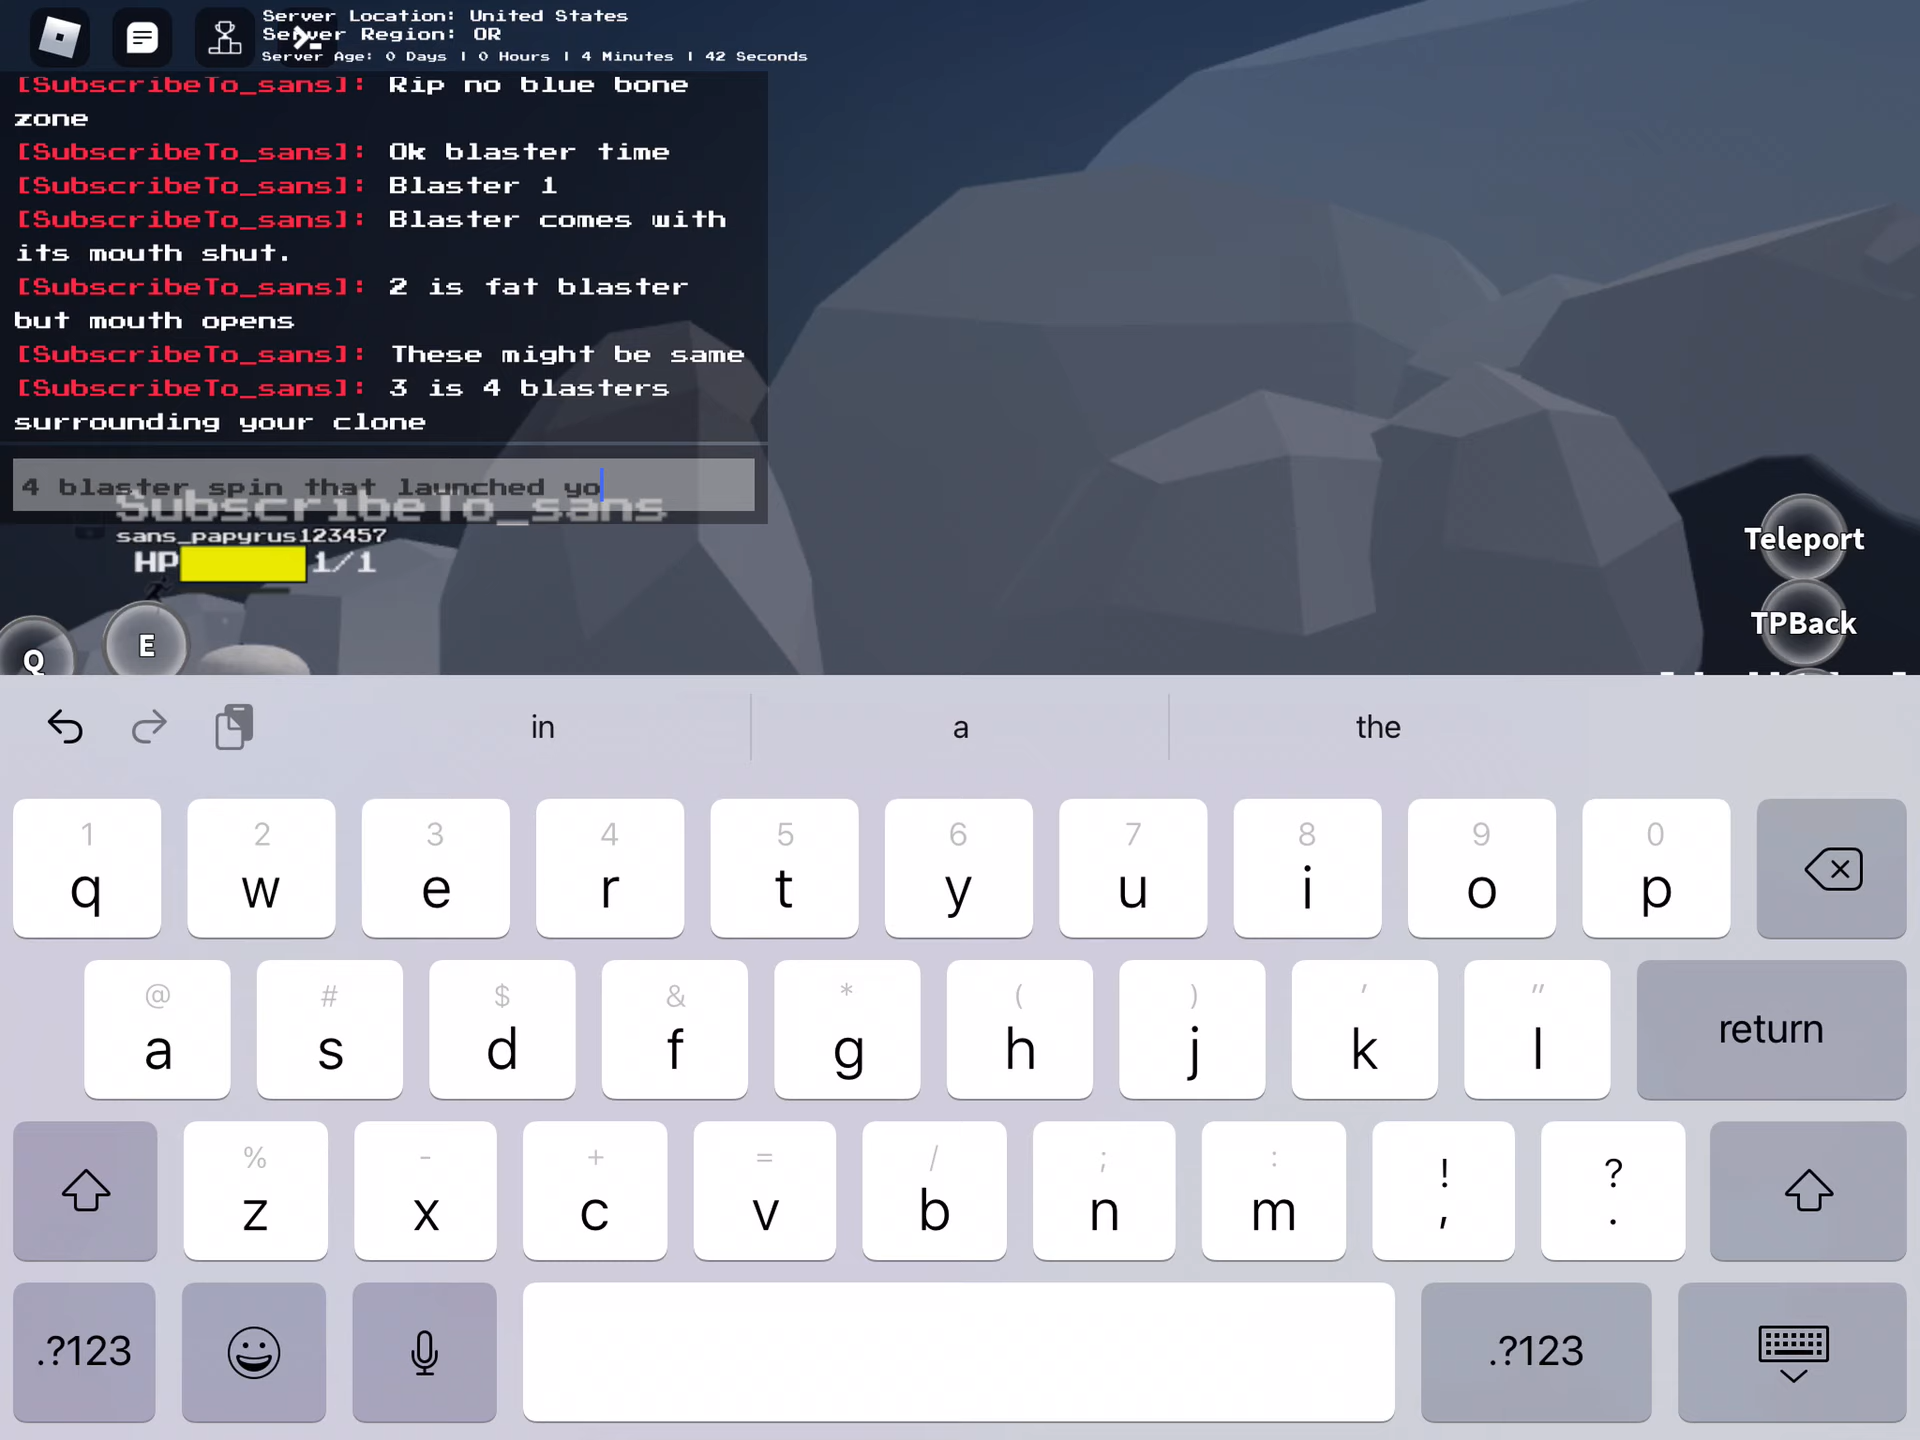 Server Location: United States
Server Region: OR
Server Age: 0 Days | 0 Hours | 4 Minutes | 42 Seconds
[SubscribeTo_sans]: Rip no blue bone
zone
[SubscribeTo_sans]: Ok blaster time
[SubscribeTo_sans]: Blaster 1
[SubscribeTo_sans]: Blaster comes with
its mouth shut.
[SubscribeTo_sans]: 2 is fat blaster
but mouth opens
[SubscribeTo_sans]: These might be same
[SubscribeTo_sans]: 3 is 4 blasters
surrounding your clone
4 blaster spin that launched yo
SubscribeTo_sans
sans_papyrus123457
HP 1/1
Teleport
TPBack
Q E
in a the
1 2 3 4 5 6 7 8 9 0
q w e r t y u i o p
@ # $ & * ( ) ' "
a s d f g h j k l return
% - + = / ; : ! ?
z x c v b n m , .
.?123 .?123